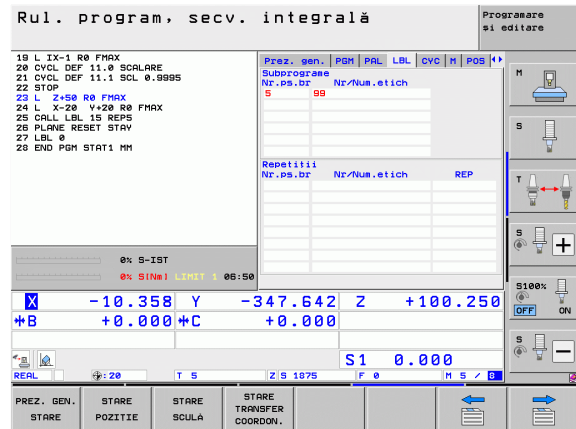 Rul. program, secv. integrală
Programare
și editare
19 L IX-1 R0 FMAX
20 CYCL DEF 11.0 SCALARE
21 CYCL DEF 11.1 SCL 0.9995
22 STOP
23 L Z+50 R0 FMAX
24 L X-20 Y+20 R0 FMAX
25 CALL LBL 15 REP5
26 PLANE RESET STAY
27 LBL 0
28 END PGM STAT1 MM
Prez. gen. PGM PAL LBL CYC M POS
Subprograme
Nr.ps.br Nr/Num.etich
5 99
Repetitii
Nr.ps.br Nr/Num.etich REP
0% S-IST
0% S[Nm] LIMIT 1 06:50
X -10.358 Y -347.642 Z +100.250
B +0.000 C +0.000
S1 0.000
REAL : 20 T 5 Z S 1875 F 0 M 5 / 8
M
S
T
S
S100%
OFF ON
S
PREZ. GEN.
STARE
STARE
POZITIE
STARE
SCULĂ
STARE
TRANSFER
COORDON.